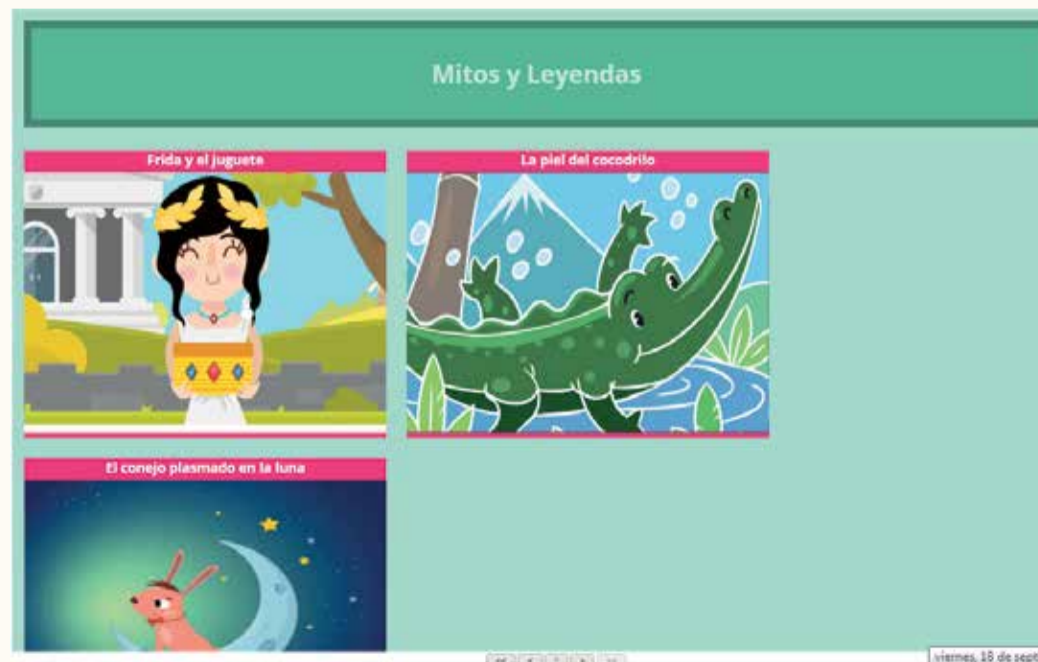 Mitos y Leyendas
Frida y el juguete
La piel del cocodrilo
El conejo plasmado en la luna
viernes, 18 de sept